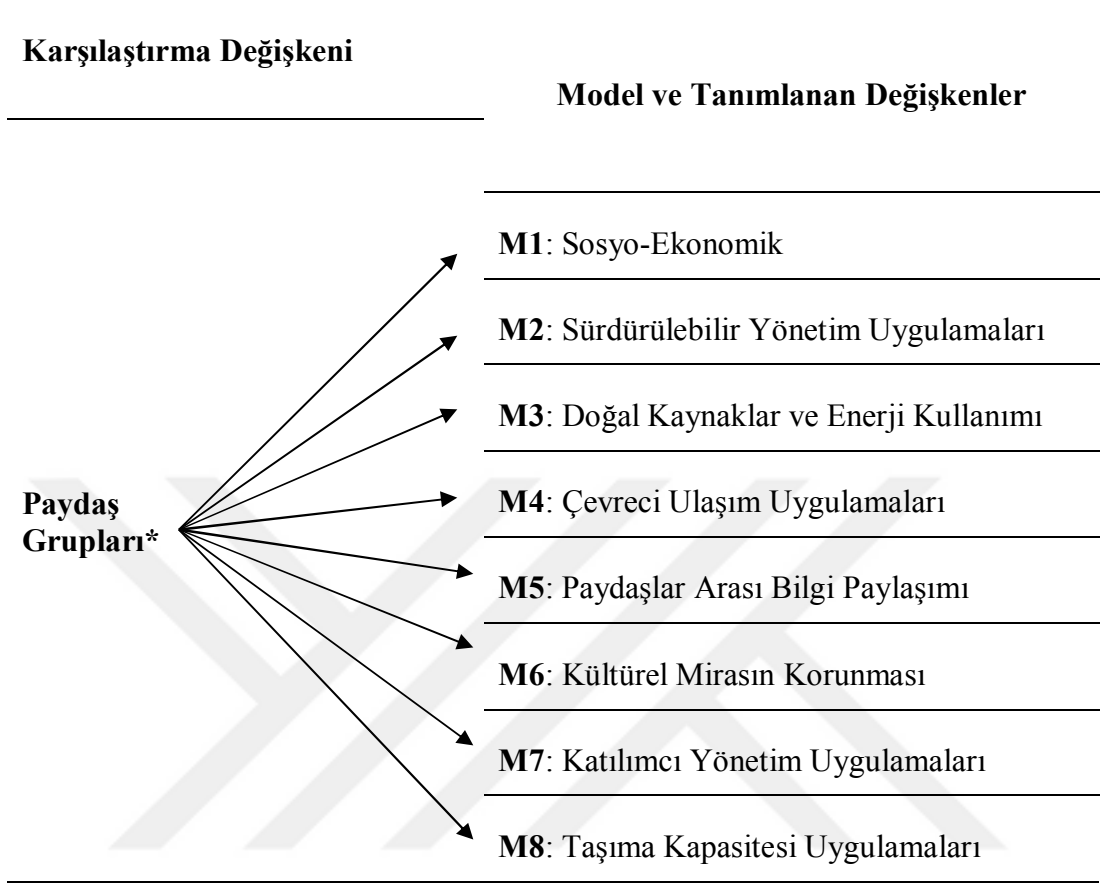 Karşılaştırma Değişkeni
Model ve Tanımlanan Değişkenler
M1: Sosyo-Ekonomik
M2: Sürdürülebilir Yönetim Uygulamaları
M3: Doğal Kaynaklar ve Enerji Kullanımı
Paydaş
Grupları*
M4: Çevreci Ulaşım Uygulamaları
M5: Paydaşlar Arası Bilgi Paylaşımı
M6: Kültürel Mirasın Korunması
M7: Katılımcı Yönetim Uygulamaları
M8: Taşıma Kapasitesi Uygulamaları